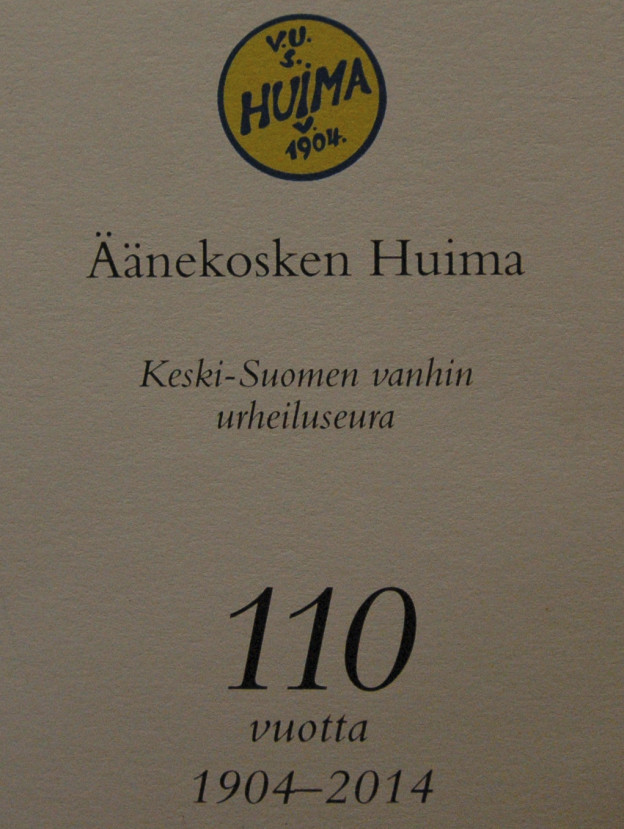 V.U.
S.
HUIMA
V.
1904.
Äänekosken Huima
Keski-Suomen vanhin
urheiluseura
110
vuotta
1904–2014